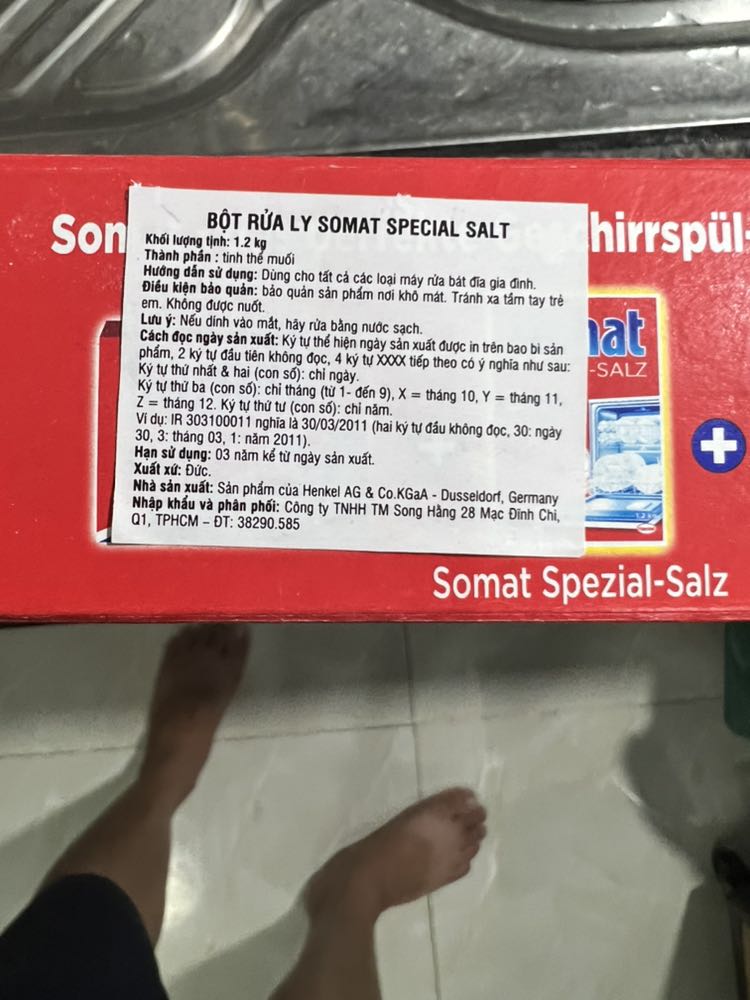 BỘT RỬA LY SOMAT SPECIAL SALT
Khối lượng tịnh: 1.2 kg
Thành phần : tinh thể muối
Hướng dẫn sử dụng: Dùng cho tất cả các loại máy rửa bát đĩa gia đình.
Điều kiện bảo quản: bảo quản sản phẩm nơi khô mát. Tránh xa tầm tay trẻ
em. Không được nuốt.
Lưu ý: Nếu dính vào mắt, hãy rửa bằng nước sạch.
Cách đọc ngày sản xuất: Ký tự thể hiện ngày sản xuất được in trên bao bì sản
phẩm, 2 ký tự đầu tiên không đọc, 4 ký tự XXXX tiếp theo có ý nghĩa như sau:
Ký tự thứ nhất & hai (con số): chỉ ngày.
Ký tự thứ ba (con số): chỉ tháng (từ 1- đến 9), X = tháng 10, Y = tháng 11,
Z = tháng 12. Ký tự thứ tư (con số): chỉ năm.
Ví dụ: IR 303100011 nghĩa là 30/03/2011 (hai ký tự đầu không đọc, 30: ngày
30, 3: tháng 03, 1: năm 2011).
Hạn sử dụng: 03 năm kể từ ngày sản xuất.
Xuất xứ: Đức.
Nhà sản xuất: Sản phẩm của Henkel AG & Co.KGaA - Dusseldorf, Germany
Nhập khẩu và phân phối: Công ty TNHH TM Song Hằng 28 Mạc Đĩnh Chi,
Q1, TPHCM – ĐT: 38290.585
Som
hirrspül-
mat
-SALZ
1,2 kg
Somat Spezial-Salz